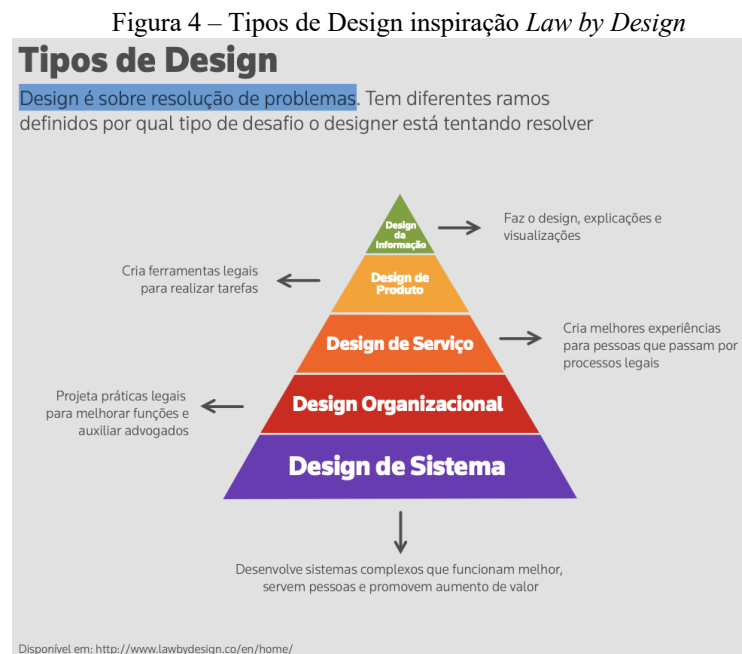 Figura 4 – Tipos de Design inspiração Law by Design
Tipos de Design
Design é sobre resolução de problemas. Tem diferentes ramos
definidos por qual tipo de desafio o designer está tentando resolver
Design
da
Informação
Faz o design, explicações e
visualizações
Cria ferramentas legais
para realizar tarefas
Design de
Produto
Design de Serviço
Cria melhores experiências
para pessoas que passam por
processos legais
Projeta práticas legais
para melhorar funções e
auxiliar advogados
Design Organizacional
Design de Sistema
Desenvolve sistemas complexos que funcionam melhor,
servem pessoas e promovem aumento de valor
Disponível em: http://www.lawbydesign.co/en/home/